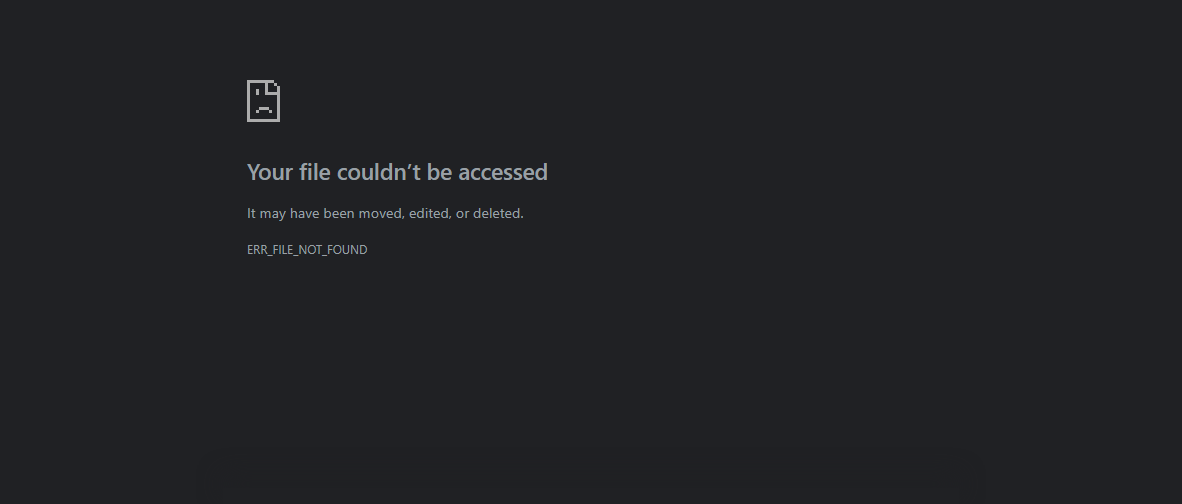 Your file couldn’t be accessed
It may have been moved, edited, or deleted.
ERR_FILE_NOT_FOUND